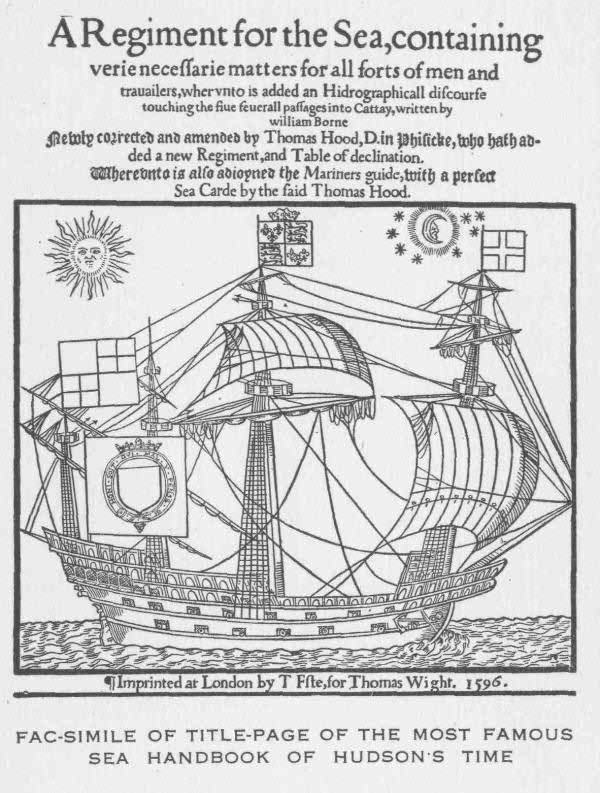 A Regiment for the Sea, containing
verie neceſſarie matters for all ſorts of men and
trauailers, wher vnto is added an Hidrographicall diſcourſe
touching the fiue ſeuerall paſſages into Cattay, written by
william Borne
Newly corrected and amended by Thomas Hood, D. in Phiſicke, who hath ad-
ded a new Regiment, and Table of declination.
Wherevnto is alſo adioyned the Mariners guide, with a perfect
Sea Carde by the ſaid Thomas Hood.
¶Imprinted at London by T Eſte, for Thomas Wight. 1596.
FAC-SIMILE OF TITLE-PAGE OF THE MOST FAMOUS
SEA HANDBOOK OF HUDSON'S TIME